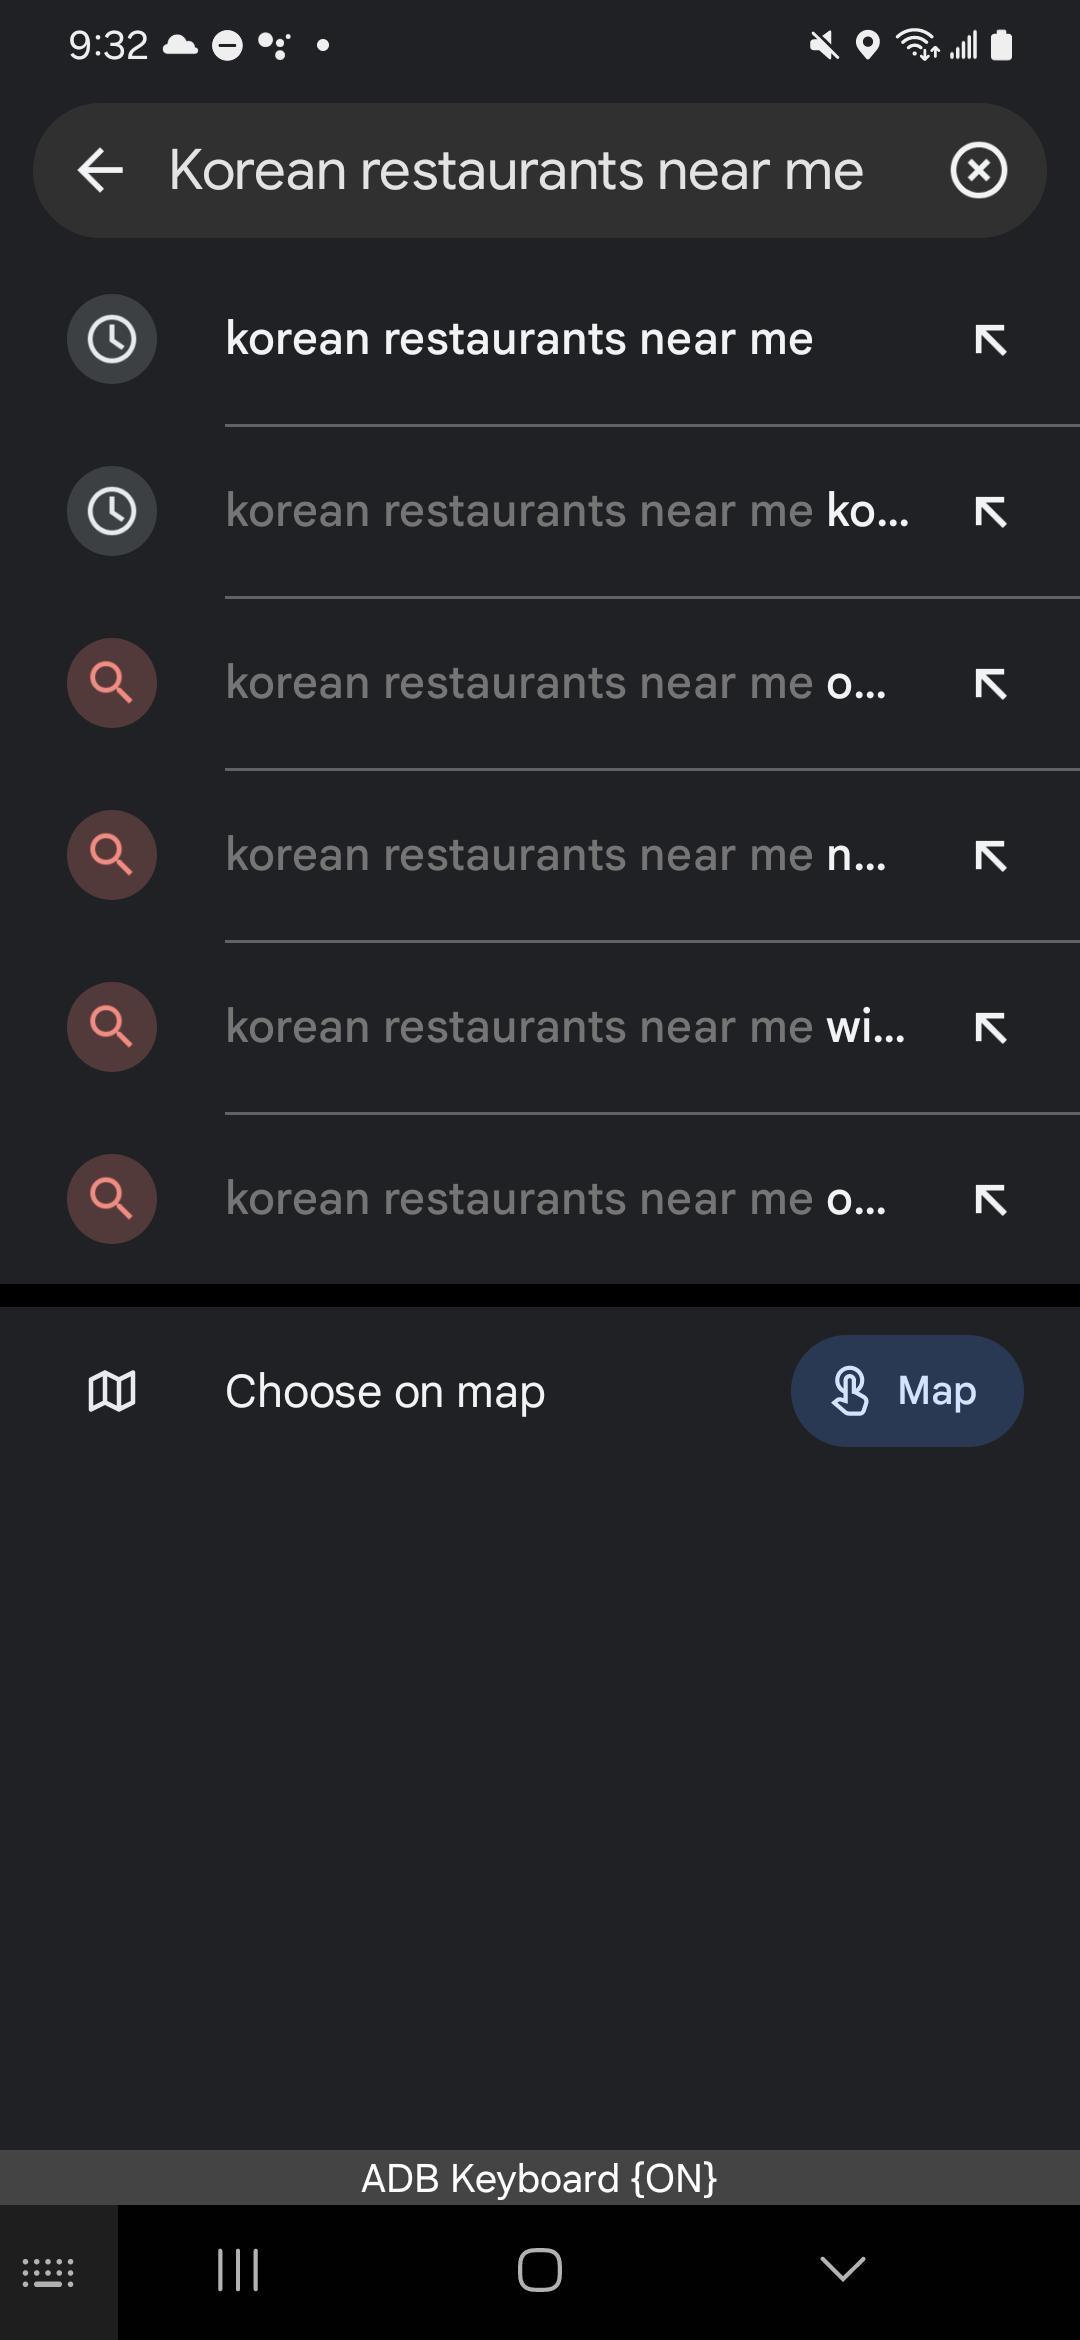 9:32
Korean restaurants near me
korean restaurants near me
korean restaurants near me ko...
korean restaurants near me o...
korean restaurants near me n...
korean restaurants near me wi...
korean restaurants near me o...
Choose on map
Map
ADB Keyboard {ON}